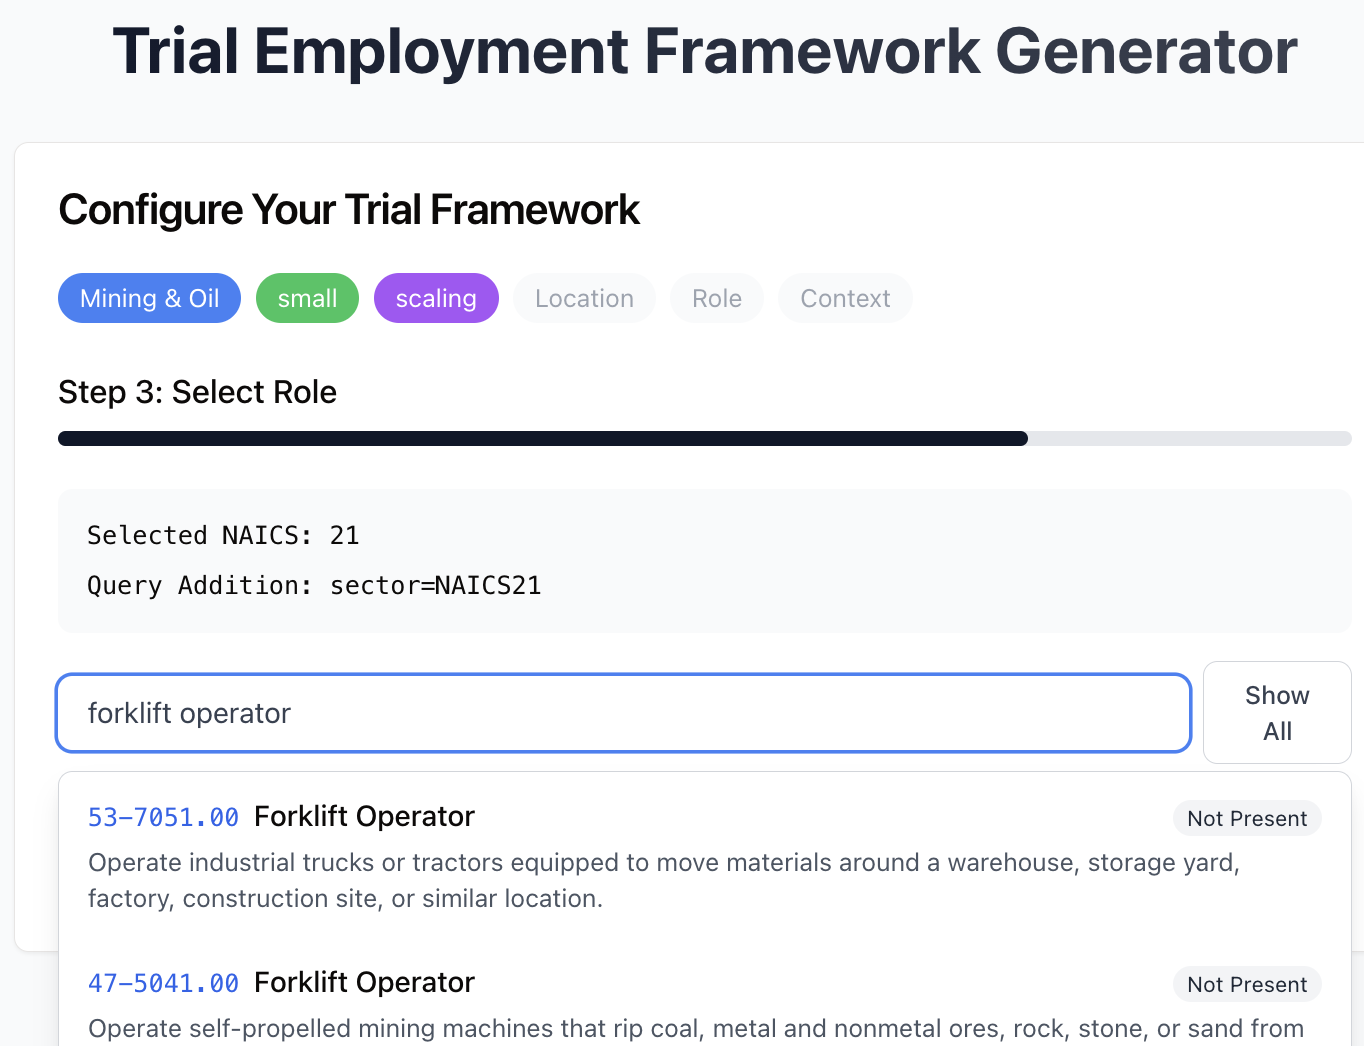 Trial Employment Framework Generator
Configure Your Trial Framework
Mining & Oil small scaling Location Role Context
Step 3: Select Role
Selected NAICS: 21
Query Addition: sector=NAICS21
forklift operator
Show
All
53-7051.00 Forklift Operator Not Present
Operate industrial trucks or tractors equipped to move materials around a warehouse, storage yard,
factory, construction site, or similar location.
47-5041.00 Forklift Operator Not Present
Operate self-propelled mining machines that rip coal, metal and nonmetal ores, rock, stone, or sand from